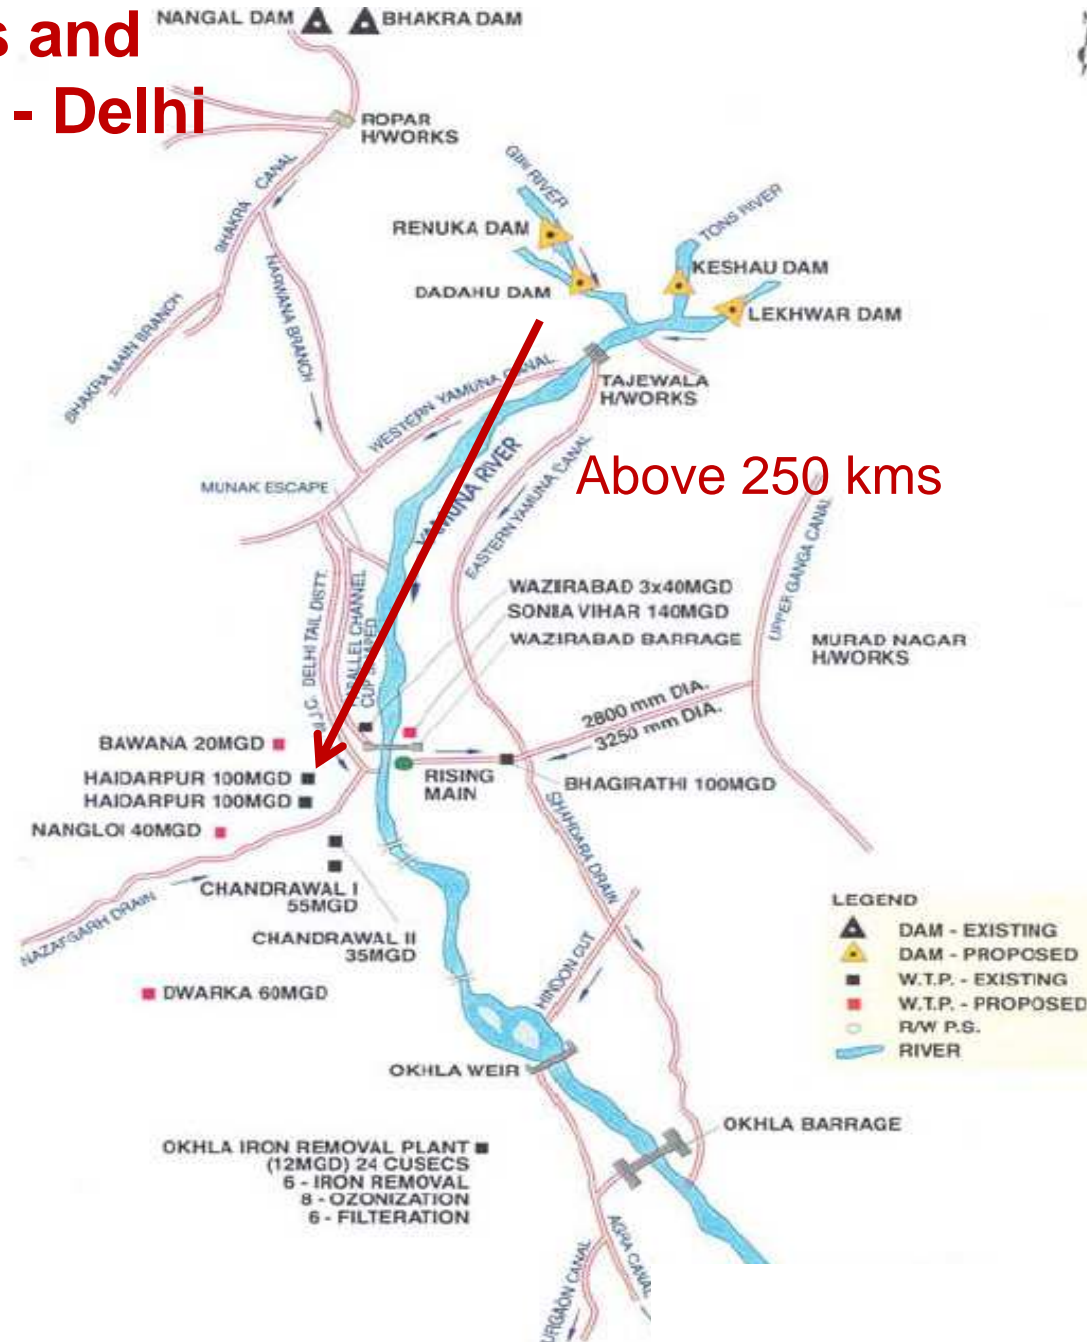 s and
- Delhi
NANGAL DAM
BHAKRA DAM
ROPAR
H/WORKS
BHAKRA CANAL
GIRI RIVER
TONS RIVER
RENUKA DAM
KESHAU DAM
DADAHU DAM
LEKHWAR DAM
NARWANA BRANCH
BHAKRA MAIN BRANCH
TAJEWALA
H/WORKS
WESTERN YAMUNA CANAL
YAMUNA RIVER
Above 250 kms
EASTERN YAMUNA CANAL
MUNAK ESCAPE
UPPER GANGA CANAL
W.J.C. DELHI TAIL DISTT.
PARALLEL CHANNEL
WAZIRABAD 3x40MGD
SONIA VIHAR 140MGD
WAZIRABAD BARRAGE
MURAD NAGAR
H/WORKS
2800 mm DIA.
3250 mm DIA.
BAWANA 20MGD
HAIDARPUR 100MGD
HAIDARPUR 100MGD
RISING
MAIN
BHAGIRATHI 100MGD
NANGLOI 40MGD
SHAHDARA DRAIN
CHANDRAWAL I
55MGD
NAZAFGARH DRAIN
CHANDRAWAL II
35MGD
DWARKA 60MGD
HINDON CUT
LEGEND
DAM - EXISTING
DAM - PROPOSED
W.T.P. - EXISTING
W.T.P. - PROPOSED
R/W P.S.
RIVER
OKHLA WEIR
OKHLA BARRAGE
OKHLA IRON REMOVAL PLANT
(12MGD) 24 CUSECS
6 - IRON REMOVAL
8 - OZONIZATION
6 - FILTERATION
AGRA CANAL
URGAON CANAL